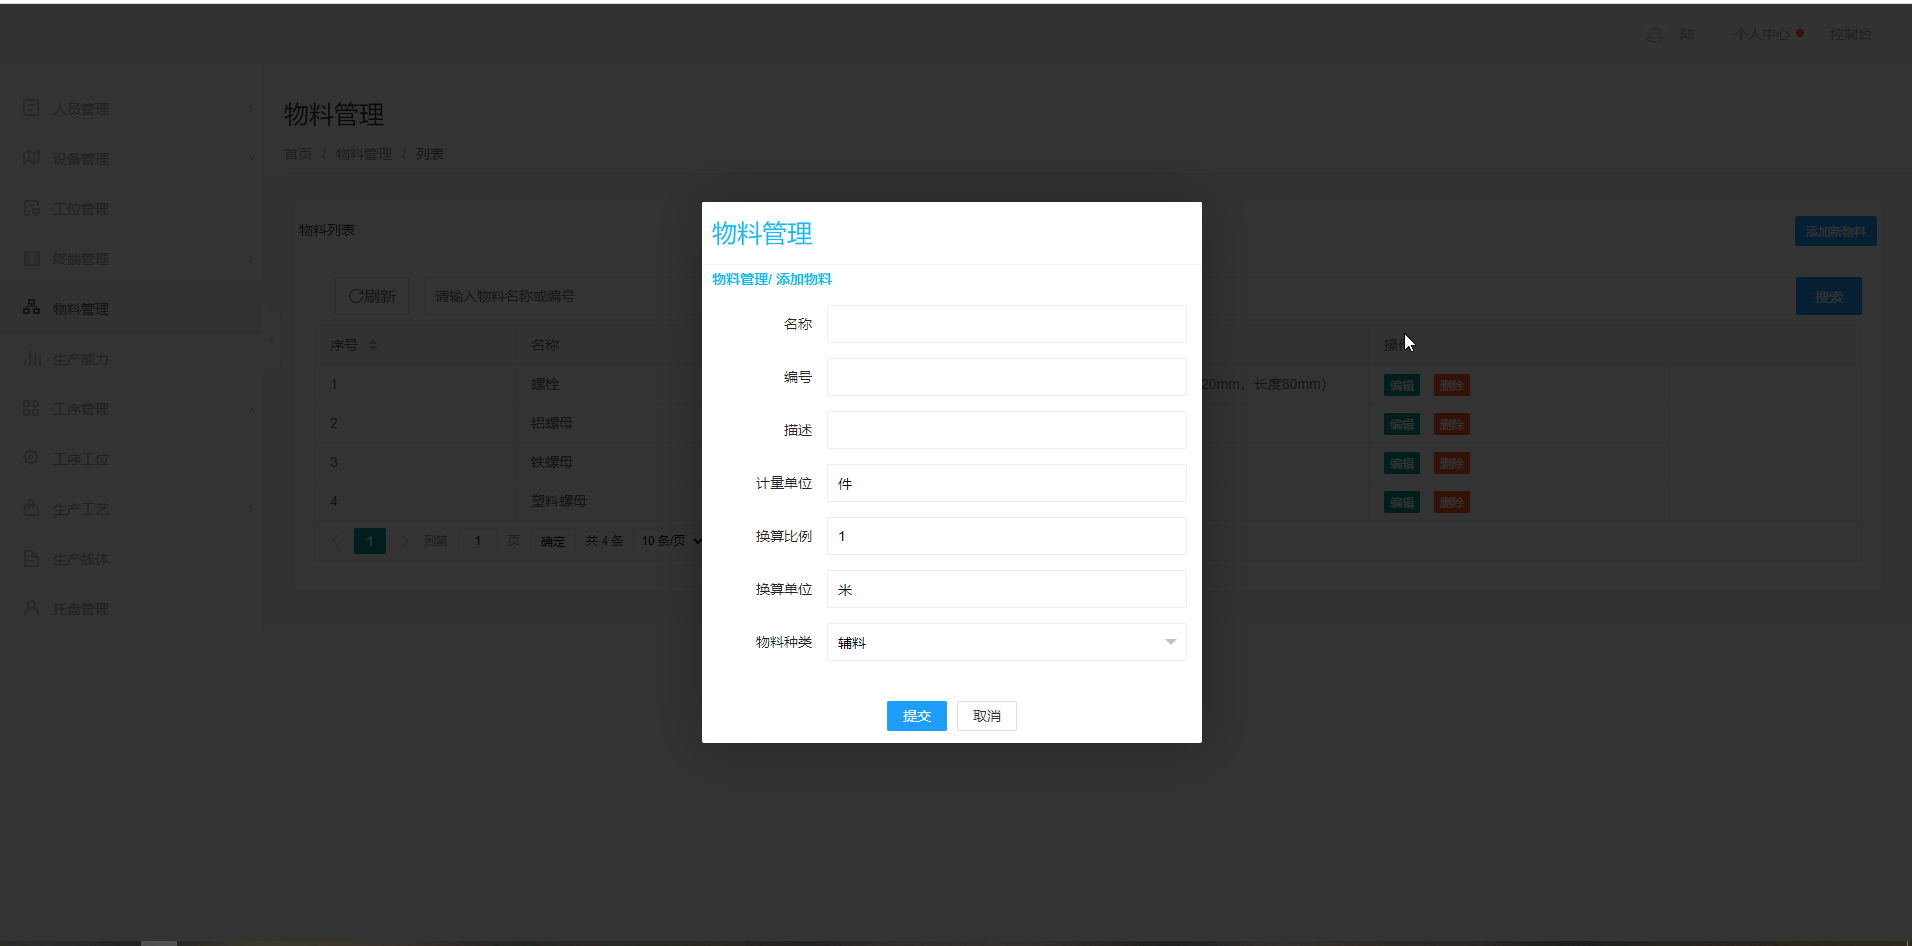 陆 个人中心 控制台
人员管理
设备管理
工位管理
终端管理
物料管理
生产能力
工序管理
工序工位
生产工艺
生产线体
托盘管理
物料管理
首页 / 物料管理 / 列表
物料列表
添加新物料
刷新
请输入物料名称或编号
搜索
序号 名称 操
1 螺栓 20mm，长度80mm） 编辑 删除
2 铝螺母 编辑 删除
3 铁螺母 编辑 删除
4 塑料螺母 编辑 删除
1 到第 1 页 确定 共 4 条 10 条/页
物料管理
物料管理/ 添加物料
名称
编号
描述
计量单位 件
换算比例 1
换算单位 米
物料种类 辅料
提交 取消